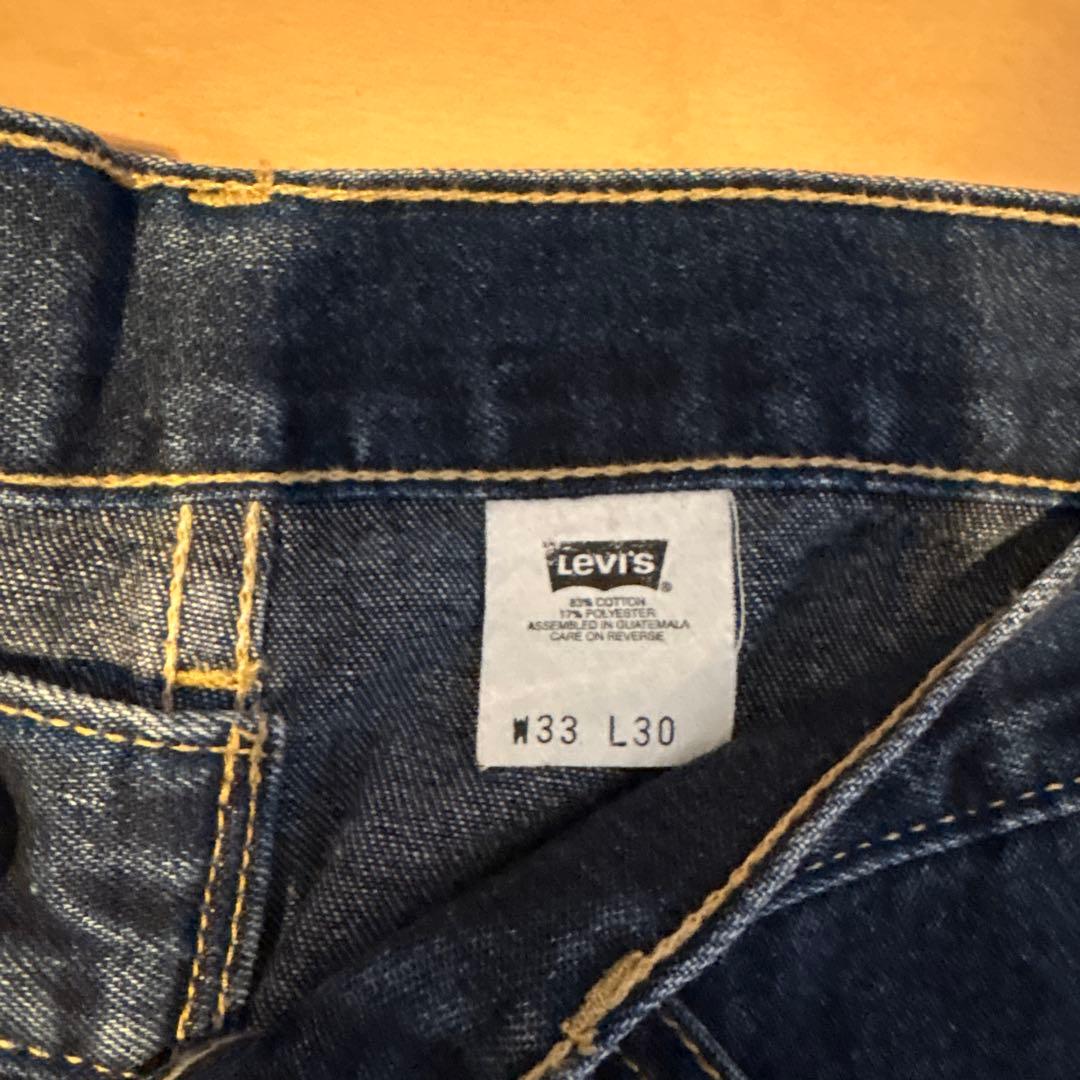 Levi's®
83% COTTON
17% POLYESTER
ASSEMBLED IN GUATEMALA
CARE ON REVERSE
W33 L30